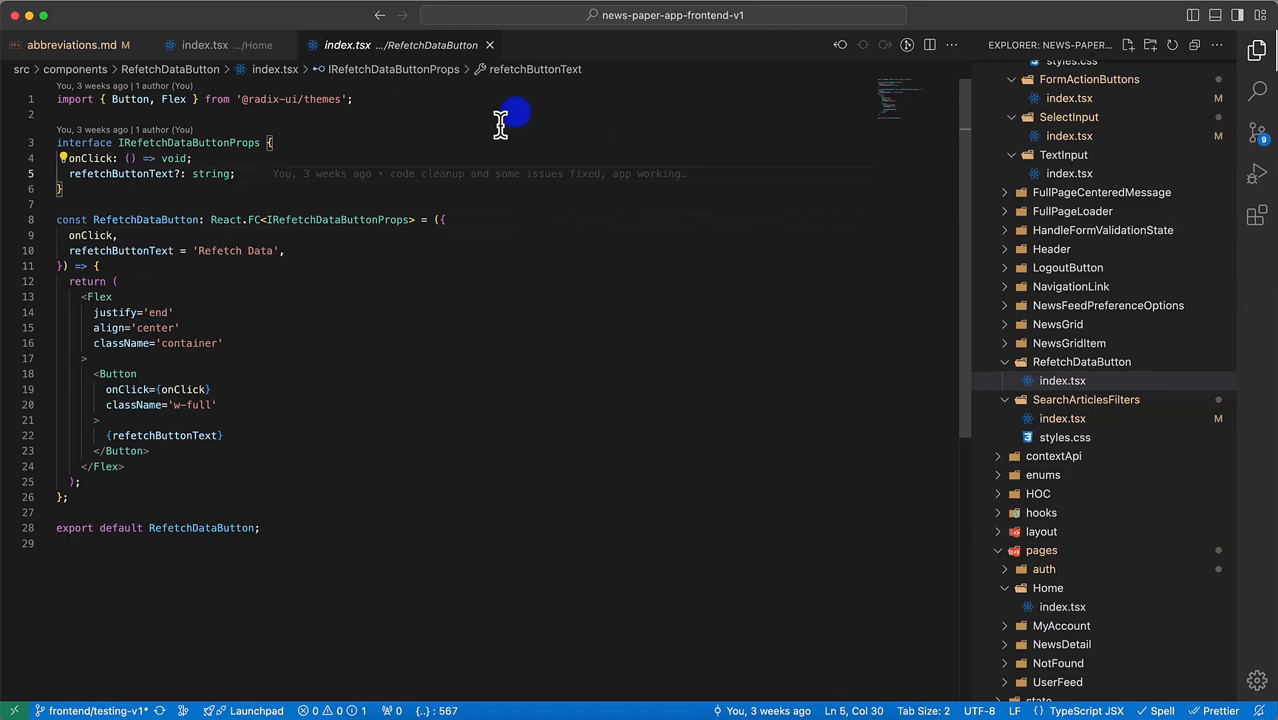 news-paper-app-frontend-v1
abbreviations.md M
index.tsx .../Home
index.tsx .../RefetchDataButton
EXPLORER: NEWS-PAPER...
src > components > RefetchDataButton > index.tsx > IRefetchDataButtonProps > refetchButtonText
You, 3 weeks ago | 1 author (You)
1 import { Button, Flex } from '@radix-ui/themes';
2
You, 3 weeks ago | 1 author (You)
3 interface IRefetchDataButtonProps {
4 onClick: () => void;
5 refetchButtonText?: string; You, 3 weeks ago • code cleanup and some issues fixed, app working…
6 }
7
8 const RefetchDataButton: React.FC<IRefetchDataButtonProps> = ({
9 onClick,
10 refetchButtonText = 'Refetch Data',
11 }) => {
12 return (
13 <Flex
14 justify='end'
15 align='center'
16 className='container'
17 >
18 <Button
19 onClick={onClick}
20 className='w-full'
21 >
22 {refetchButtonText}
23 </Button>
24 </Flex>
25 );
26 };
27
28 export default RefetchDataButton;
29
styles.css
FormActionButtons
index.tsx M
SelectInput
index.tsx M
TextInput
index.tsx
FullPageCenteredMessage
FullPageLoader
HandleFormValidationState
Header
LogoutButton
NavigationLink
NewsFeedPreferenceOptions
NewsGrid
NewsGridItem
RefetchDataButton
index.tsx
SearchArticlesFilters
index.tsx M
styles.css
contextApi
enums
HOC
hooks
layout
pages
auth
Home
index.tsx
MyAccount
NewsDetail
NotFound
UserFeed
state
9
frontend/testing-v1* Launchpad 0 0 1 0 {..} : 567 You, 3 weeks ago Ln 5, Col 30 Tab Size: 2 UTF-8 LF TypeScript JSX Spell Prettier